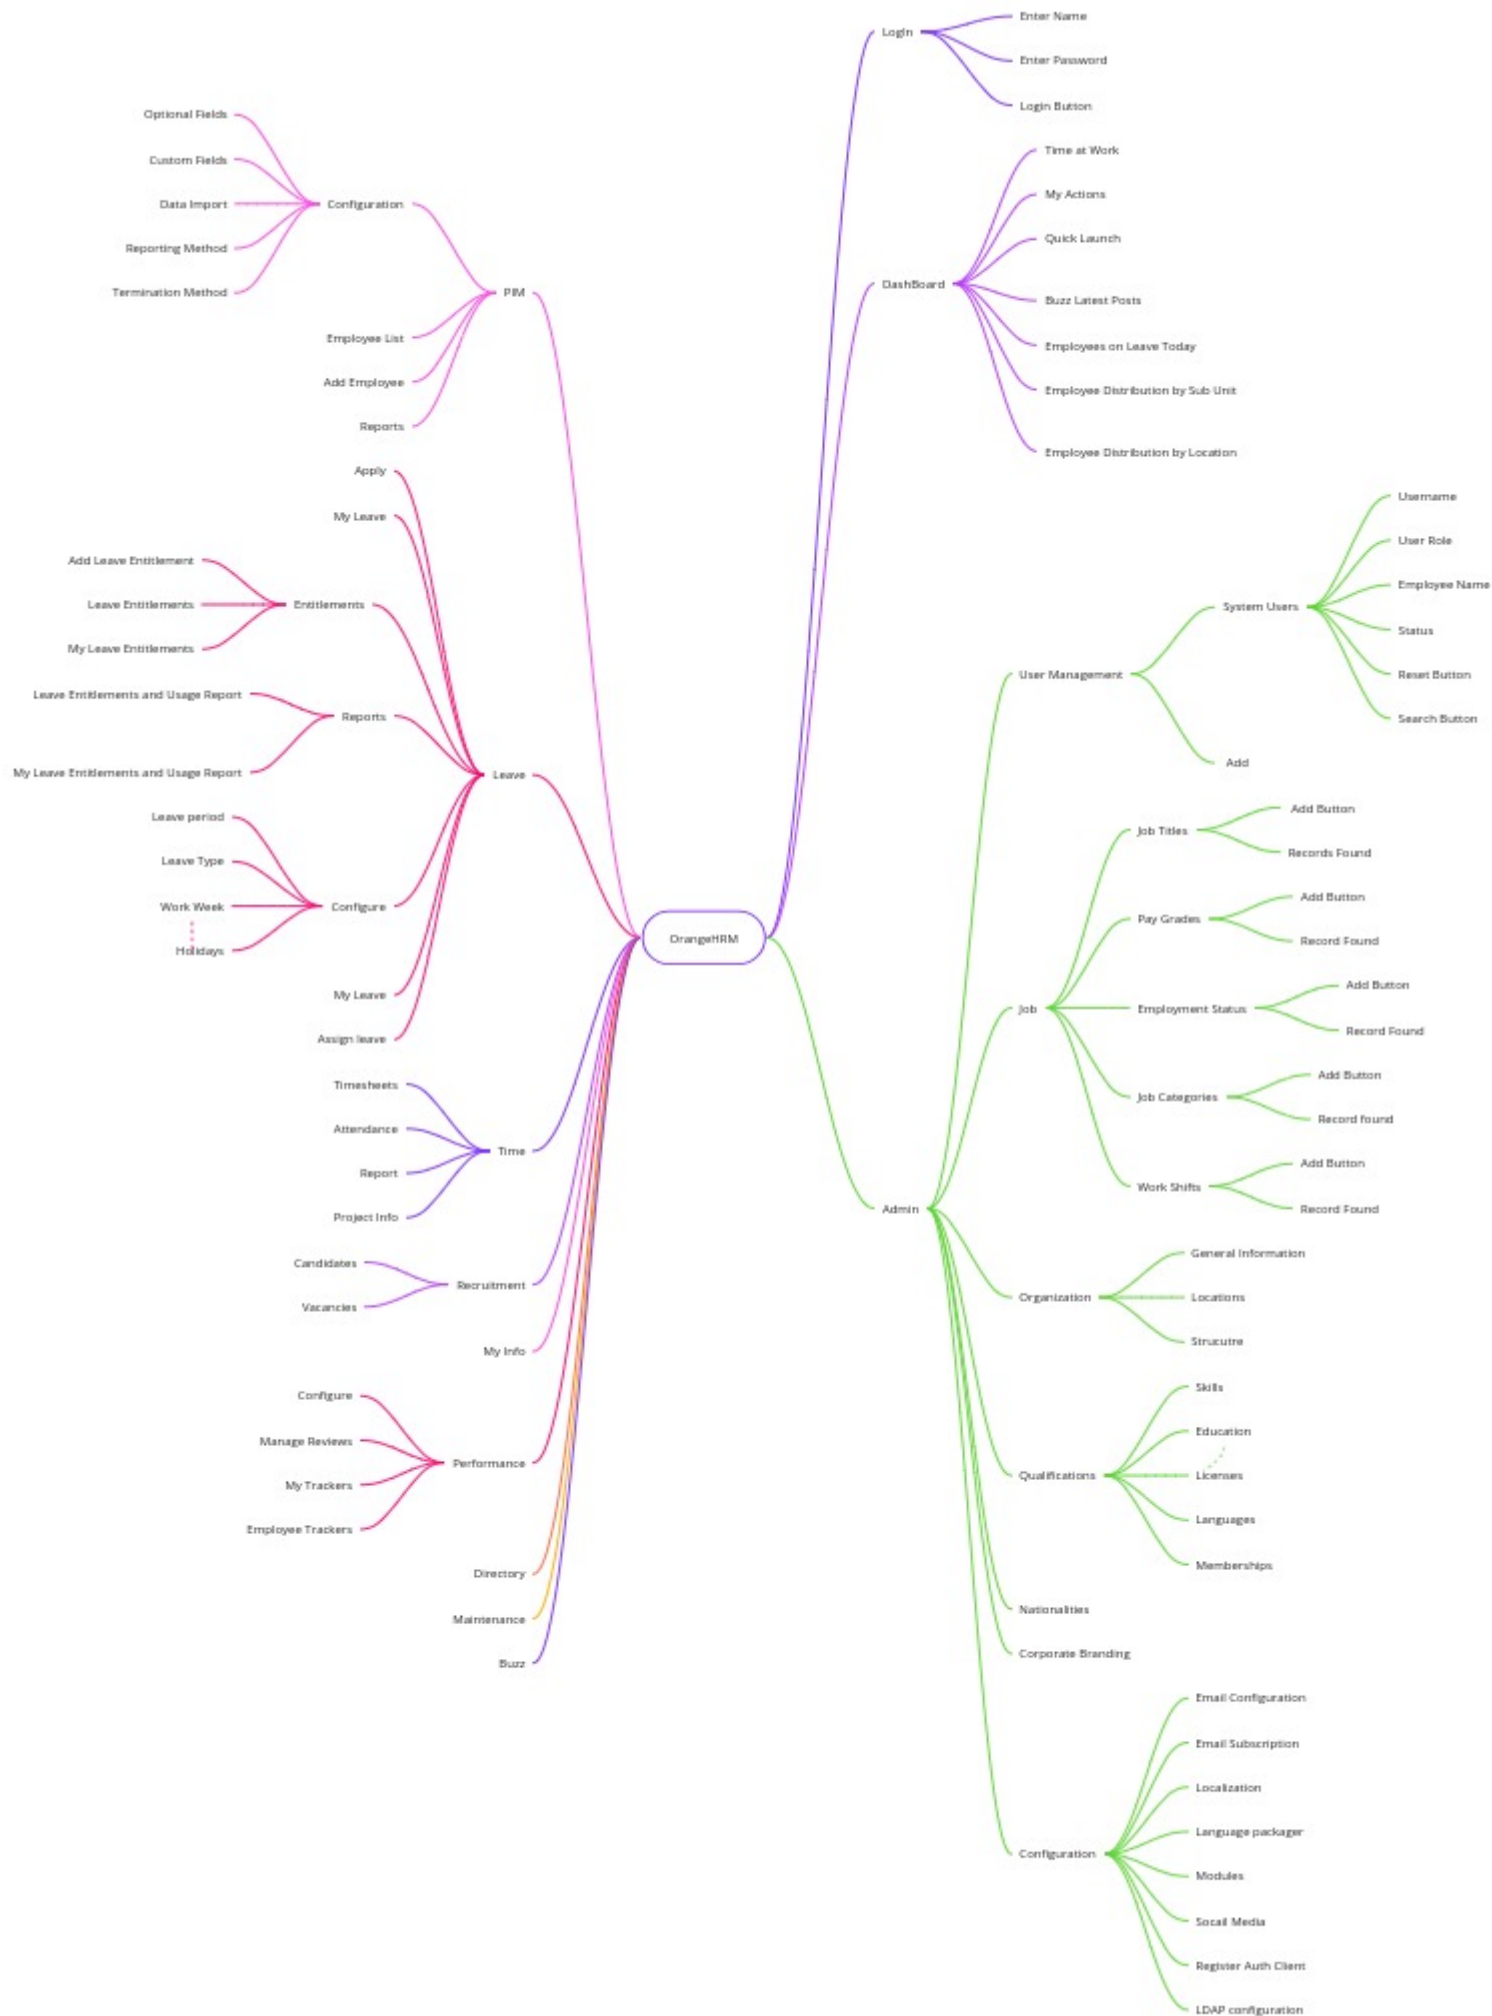 OrangeHRM
LogIn
Enter Name
Enter Password
Login Button
DashBoard
Time at Work
My Actions
Quick Launch
Buzz Latest Posts
Employees on Leave Today
Employee Distribution by Sub Unit
Employee Distribution by Location
Admin
User Management
System Users
Username
User Role
Employee Name
Status
Reset Button
Search Button
Add
Job
Job Titles
Add Button
Records Found
Pay Grades
Add Button
Record Found
Employment Status
Add Button
Record Found
Job Categories
Add Button
Record found
Work Shifts
Add Button
Record Found
Organization
General Information
Locations
Strucutre
Qualifications
Skills
Education
Licenses
Languages
Memberships
Nationalities
Corporate Branding
Configuration
Email Configuration
Email Subscription
Localization
Language packager
Modules
Socail Media
Register Auth Client
LDAP configuration
PIM
Configuration
Optional Fields
Custom Fields
Data Import
Reporting Method
Termination Method
Employee List
Add Employee
Reports
Leave
Apply
My Leave
Entitlements
Add Leave Entitlement
Leave Entitlements
My Leave Entitlements
Reports
Leave Entitlements and Usage Report
My Leave Entitlements and Usage Report
Configure
Leave period
Leave Type
Work Week
Holidays
My Leave
Assign leave
Time
Timesheets
Attendance
Report
Project Info
Recruitment
Candidates
Vacancies
My Info
Performance
Configure
Manage Reviews
My Trackers
Employee Trackers
Directory
Maintenance
Buzz